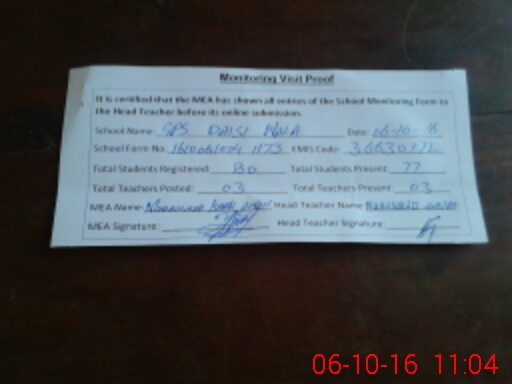 Monitoring Visit Proof
It is certified that the MEA has shown all entries of the School Monitoring Form to
the Head Teacher before its online submission.
School Name: SPS DAISI Date: 06-10-16
School Form No: EMIS Code:
Total Students Registered: 80 Total Students Present: 77
Total Teachers Posted: 03 Total Teachers Present: 03
MEA Name: Head Teacher Name
MEA Signature: Head Teacher Signature:
06-10-16 11:04